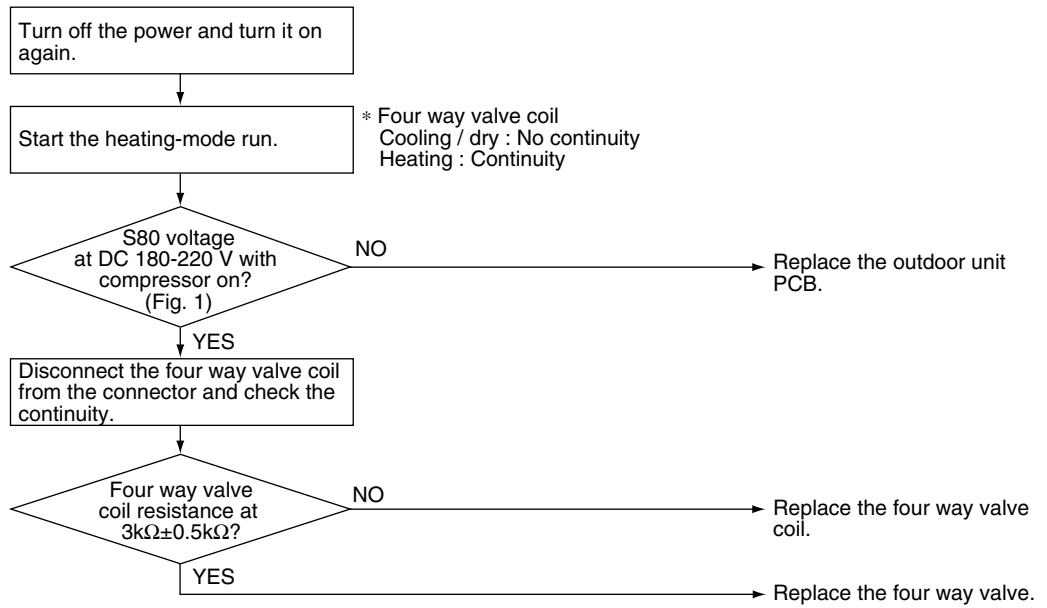 Turn off the power and turn it on
again.
Start the heating-mode run.
* Four way valve coil
Cooling / dry : No continuity
Heating : Continuity
S80 voltage
at DC 180-220 V with
compressor on?
(Fig. 1)
NO
Replace the outdoor unit
PCB.
YES
Disconnect the four way valve coil
from the connector and check the
continuity.
Four way valve
coil resistance at
3kΩ±0.5kΩ?
NO
Replace the four way valve
coil.
YES
Replace the four way valve.